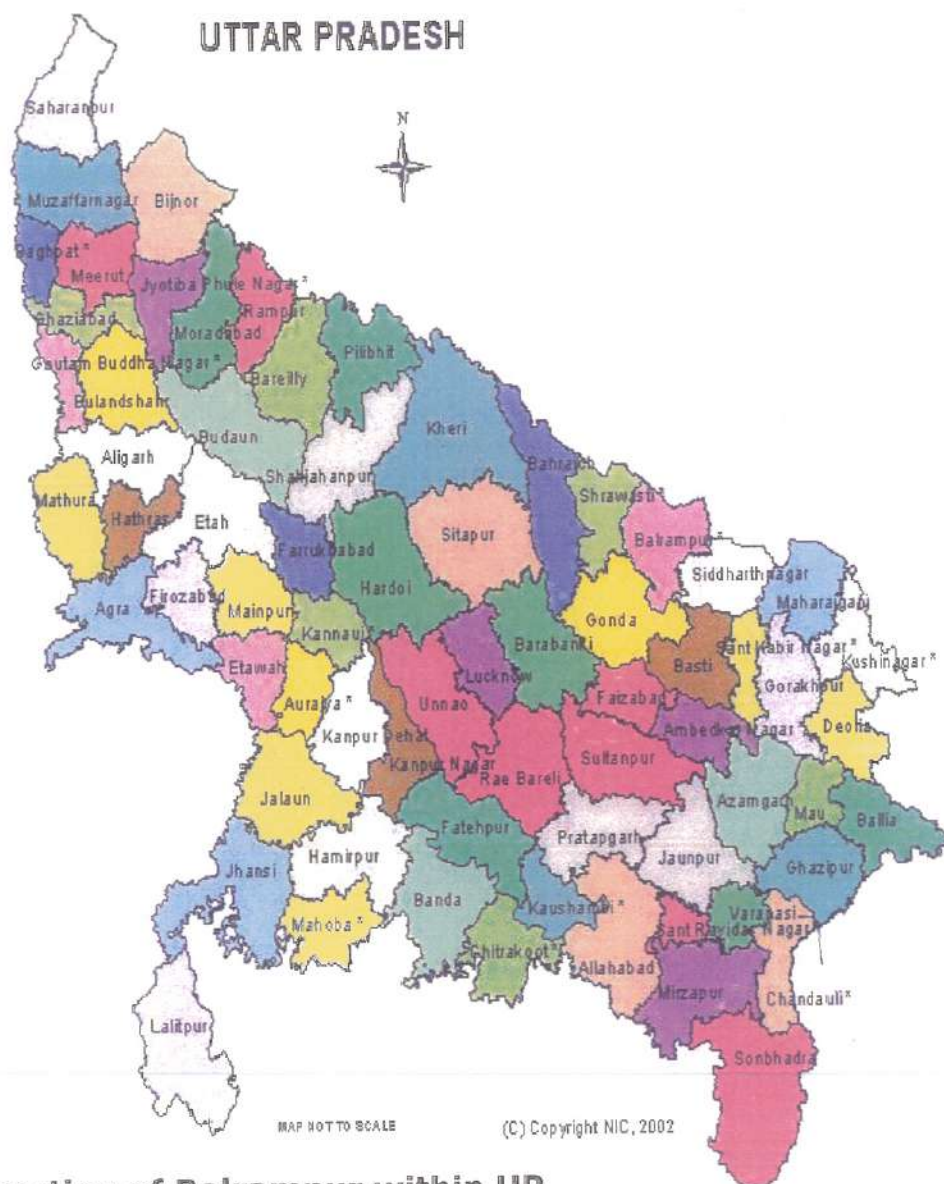 UTTAR PRADESH
N
Saharanpur
Muzaffarnagar
Bijnor
Baghpat*
Meerut
Jyotiba Phule Nagar*
Rampur
Ghaziabad
Moradabad
Pilibhit
Gautam Buddha Nagar*
Bareilly
Bulandshahr
Budaun
Kheri
Aligarh
Shahjahanpur
Bahraich
Mathura
Hathras
Etah
Sitapur
Shrawasti*
Farrukhabad
Balrampur*
Hardoi
Siddharthnagar
Agra
Firozabad
Mainpuri
Gonda
Maharajganj
Kannauj
Barabanki
Sant Kabir Nagar*
Kushinagar*
Etawah
Lucknow
Basti
Gorakhpur
Auraiya*
Unnao
Faizabad
Deoria
Kanpur Dehat
Ambedkar Nagar*
Kanpur Nagar
Rae Bareli
Sultanpur
Jalaun
Azamgarh
Mau
Ballia
Fatehpur
Pratapgarh
Jaunpur
Ghazipur
Hamirpur
Jhansi
Banda
Kaushambi*
Varanasi
Mahoba*
Sant Ravidas Nagar*
Chitrakoot*
Allahabad
Mirzapur
Chandauli*
Lalitpur
Sonbhadra
MAP NOT TO SCALE
(C) Copyright NIC, 2002